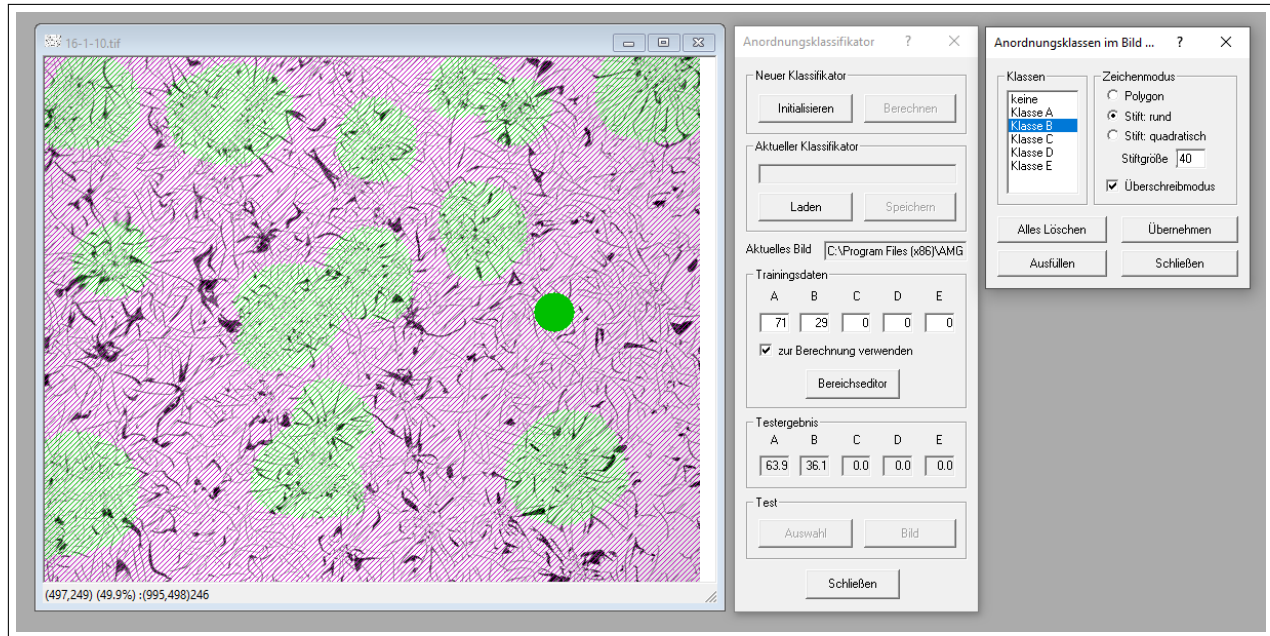 16-1-10.tif
(497,249) (49.9%) :(995,498)246
Anordnungsklassifikator ?
Neuer Klassifikator
Initialisieren Berechnen
Aktueller Klassifikator
Laden Speichern
Aktuelles Bild C:\Program Files (x86)\AMG
Trainingsdaten
A B C D E
71 29 0 0 0
zur Berechnung verwenden
Bereichseditor
Testergebnis
A B C D E
63.9 36.1 0.0 0.0 0.0
Test
Auswahl Bild
Schließen
Anordnungsklassen im Bild ... ?
Klassen
keine
Klasse A
Klasse B
Klasse C
Klasse D
Klasse E
Zeichenmodus
Polygon
Stift: rund
Stift: quadratisch
Stiftgröße 40
Überschreibmodus
Alles Löschen Übernehmen
Ausfüllen Schließen